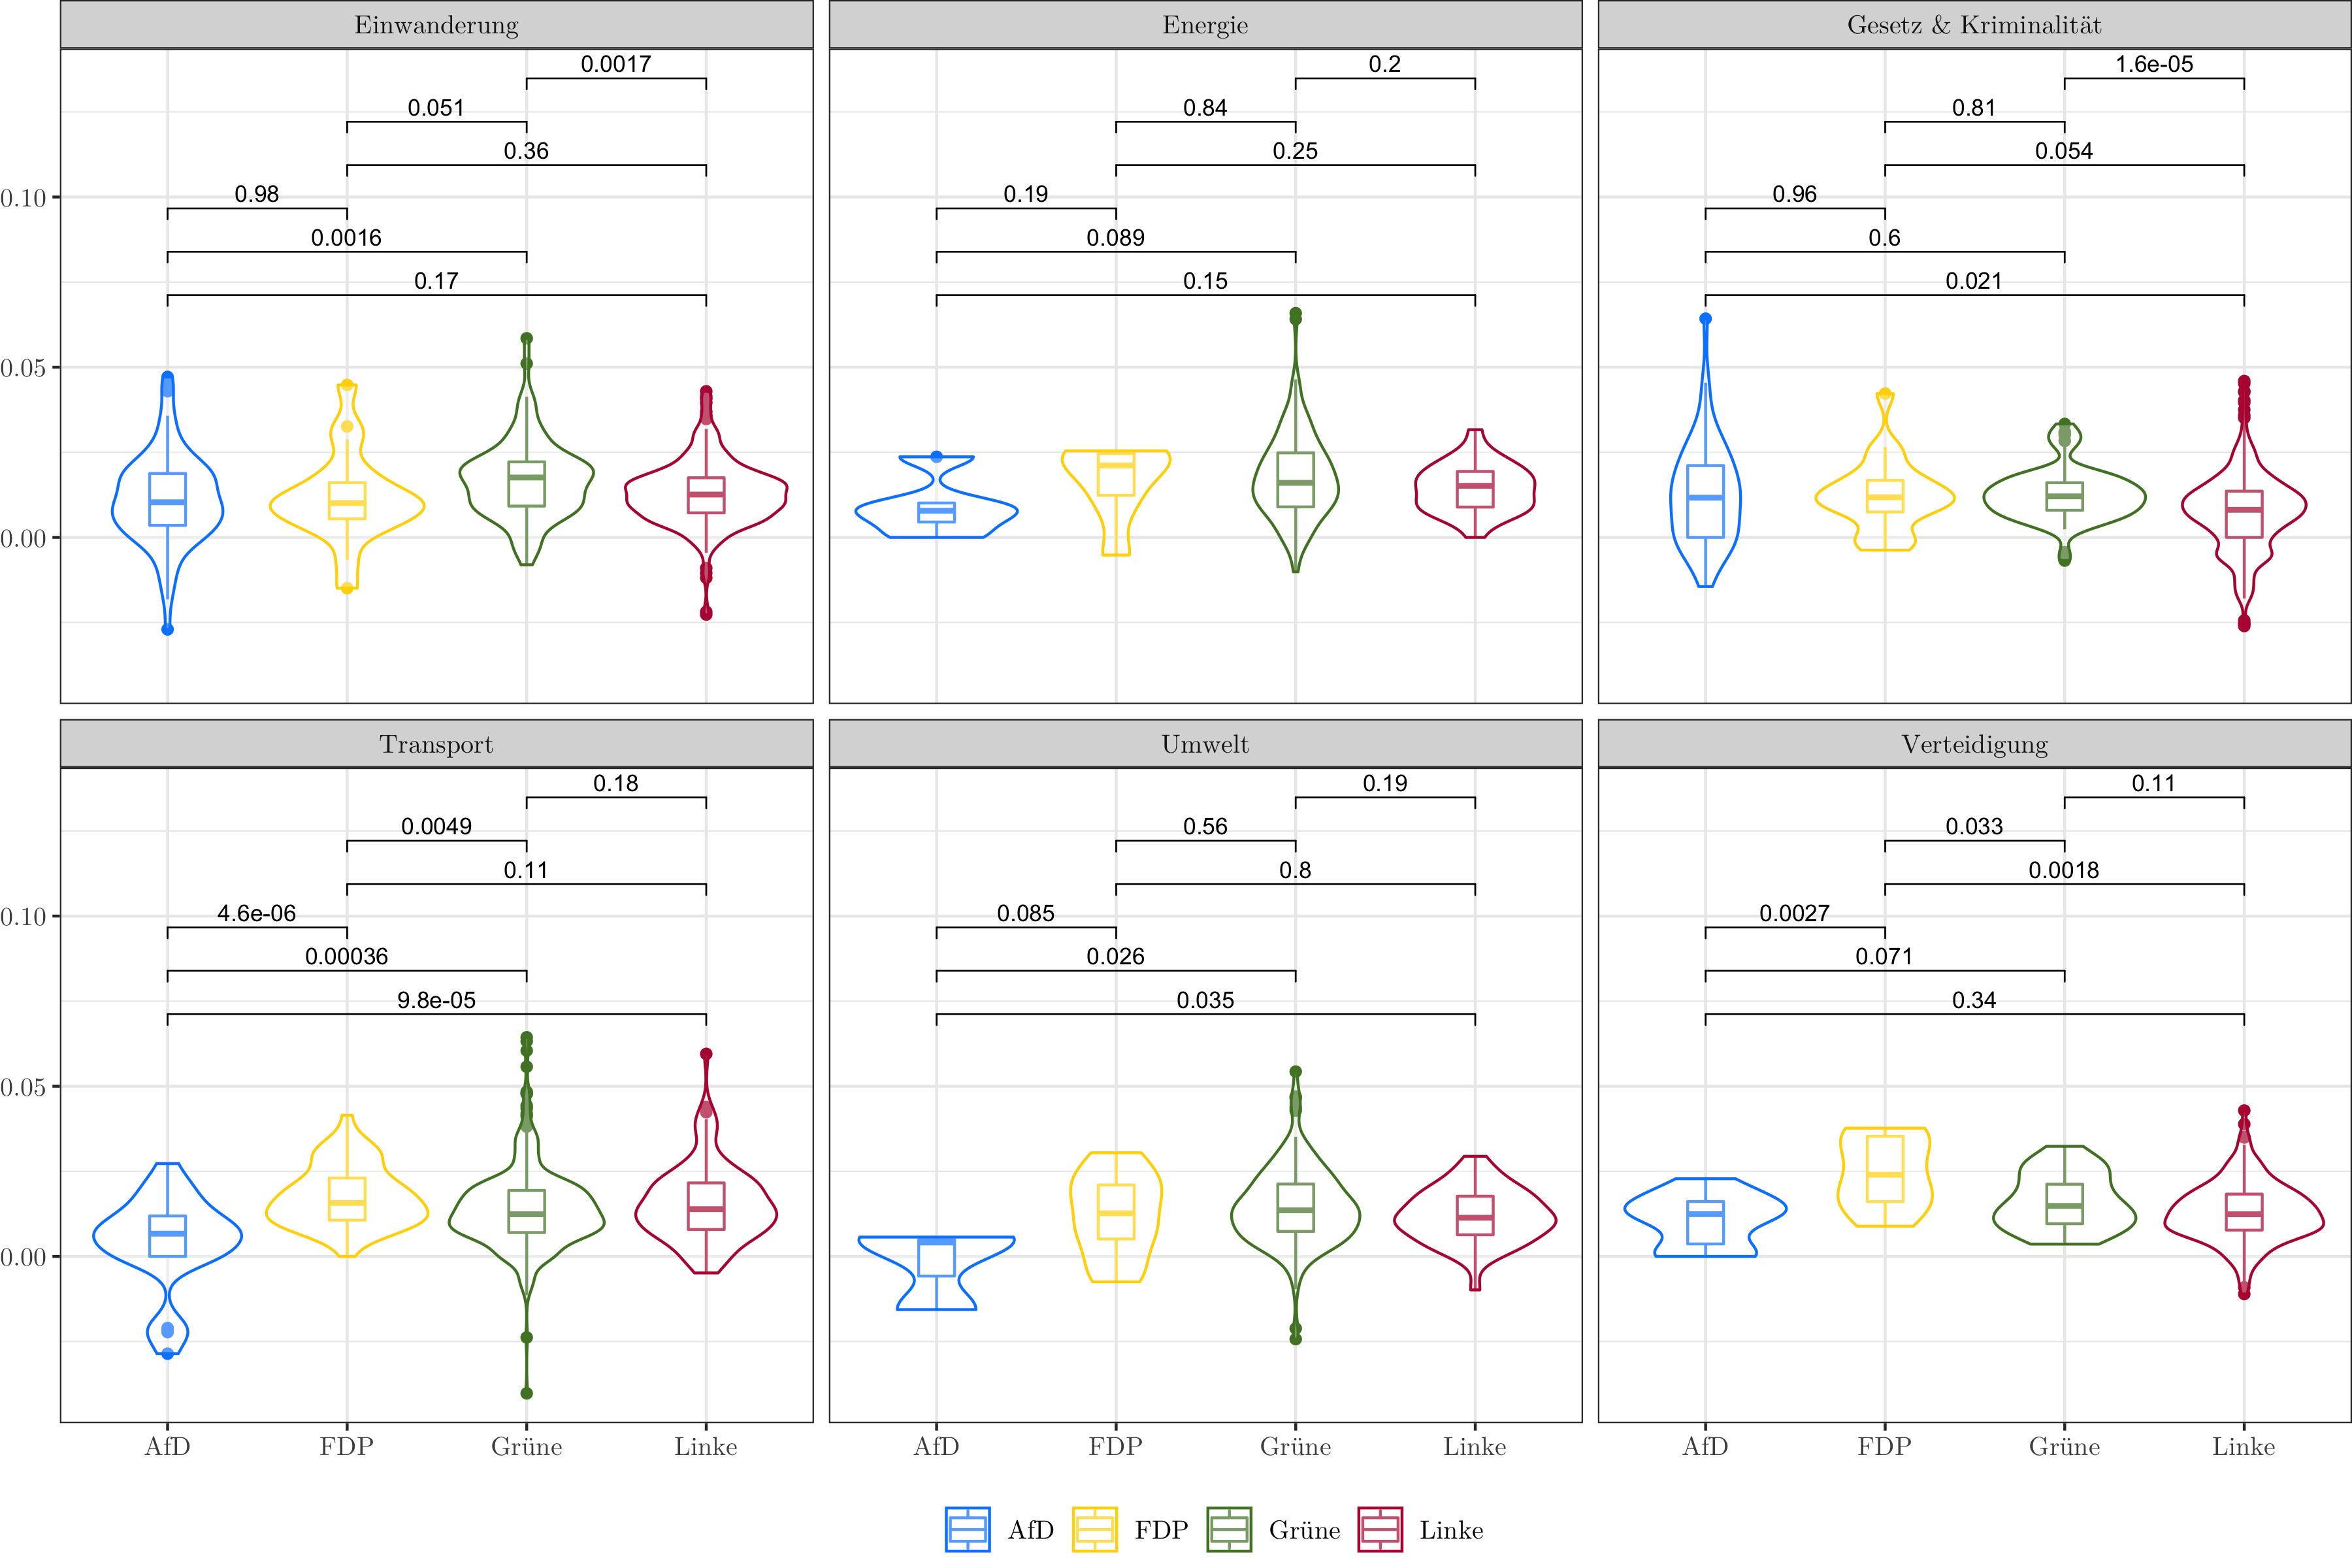 Einwanderung Energie Gesetz & Kriminalität
0.0017 0.2 1.6e-05
0.051 0.84 0.81
0.36 0.25 0.054
0.10 0.98 0.19 0.96
0.0016 0.089 0.6
0.17 0.15 0.021
0.05
0.00
Transport Umwelt Verteidigung
0.18 0.19 0.11
0.0049 0.56 0.033
0.11 0.8 0.0018
0.10 4.6e-06 0.085 0.0027
0.00036 0.026 0.071
9.8e-05 0.035 0.34
0.05
0.00
AfD FDP Grüne Linke AfD FDP Grüne Linke AfD FDP Grüne Linke
AfD FDP Grüne Linke